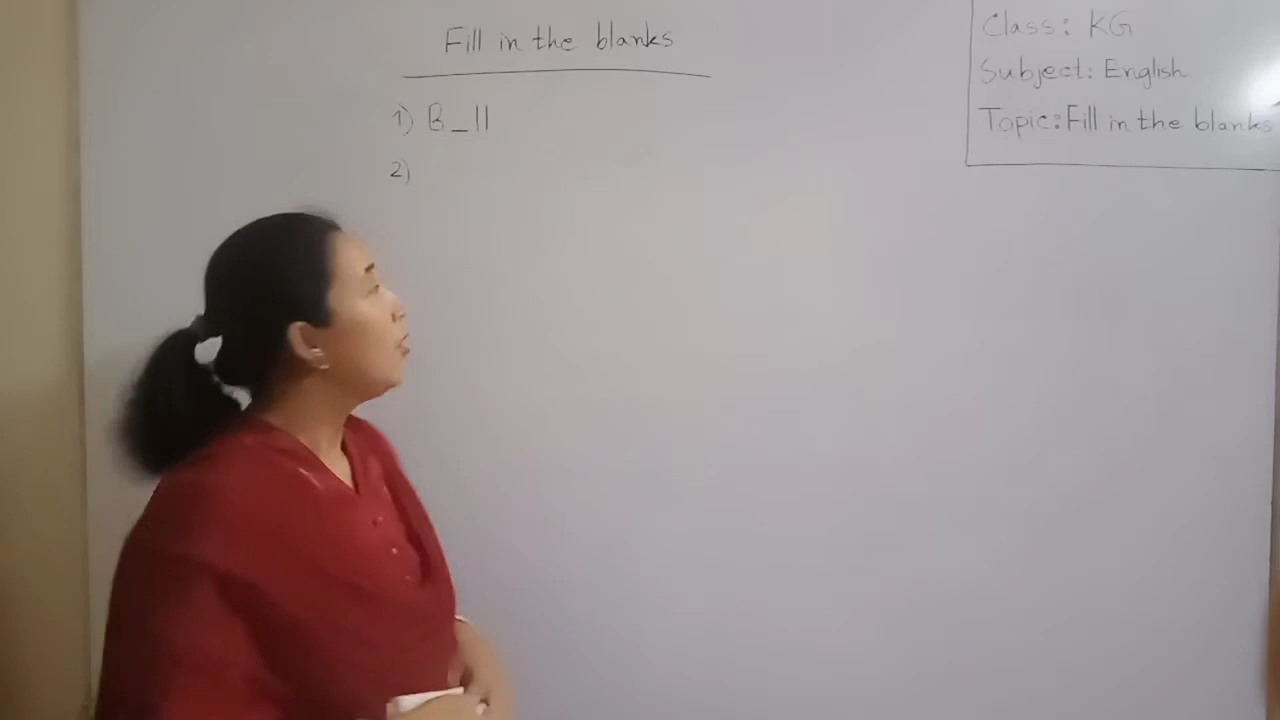 Fill in the blanks
1) B_ll
2)
Class: KG
Subject: English
Topic: Fill in the blanks